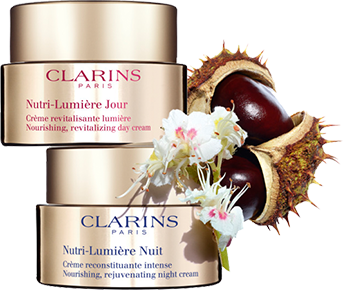 CLARINS
PARIS
Nutri-Lumière Jour
Crème revitalisante lumière
Nourishing, revitalizing day cream
CLARINS
PARIS
Nutri-Lumière Nuit
Crème reconstituante intense
Nourishing, rejuvenating night cream